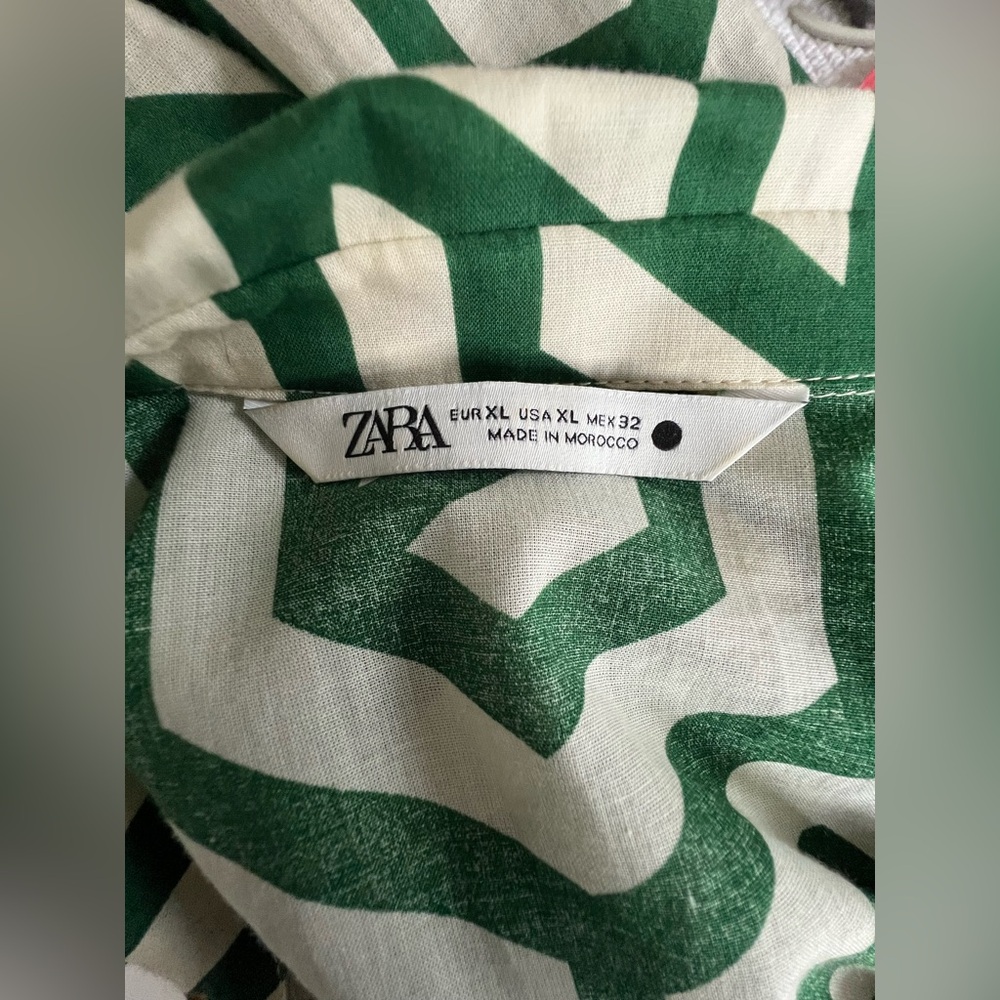 ZARA EUR XL USA XL MEX 32
MADE IN MOROCCO